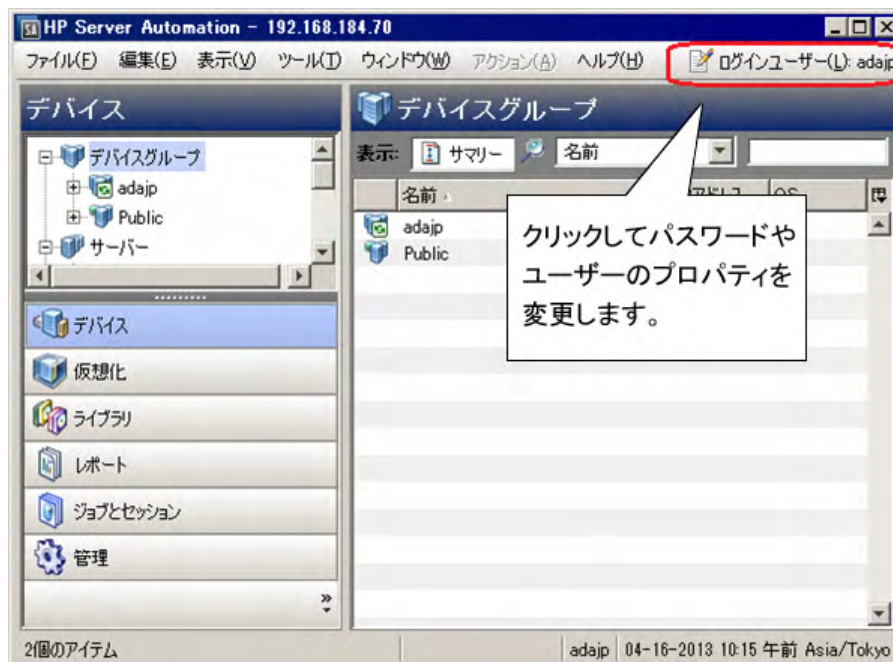 HP Server Automation - 192.168.184.70
ファイル(F) 編集(E) 表示(V) ツール(T) ウィンドウ(W) アクション(A) ヘルプ(H) ログインユーザー(L): adajp
デバイス
デバイスグループ
adajp
Public
サーバー
デバイス
仮想化
ライブラリ
レポート
ジョブとセッション
管理
デバイスグループ
表示: サマリー 名前
名前 OS
adajp
Public
クリックしてパスワードや
ユーザーのプロパティを
変更します。
2個のアイテム adajp 04-16-2013 10:15 午前 Asia/Tokyo